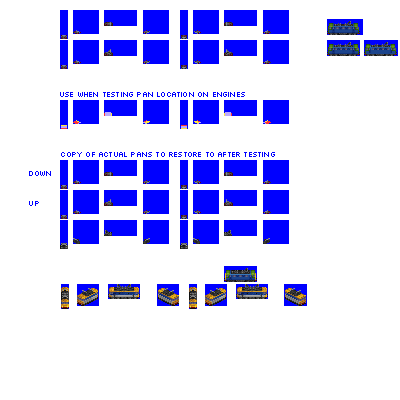 USE WHEN TESTING PAN LOCATION ON ENGINES
COPY OF ACTUAL PANS TO RESTORE TO AFTER TESTING
DOWN
UP